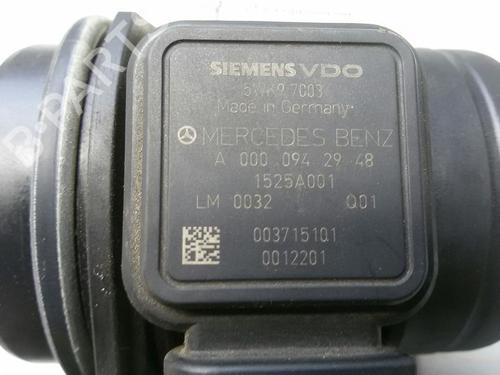 SIEMENS VDO
5WK9 7003
Made in Germany
MERCEDES BENZ
A 000 094 29 48
1525A001
LM 0032 Q01
003715101
0012201
B-PARTS